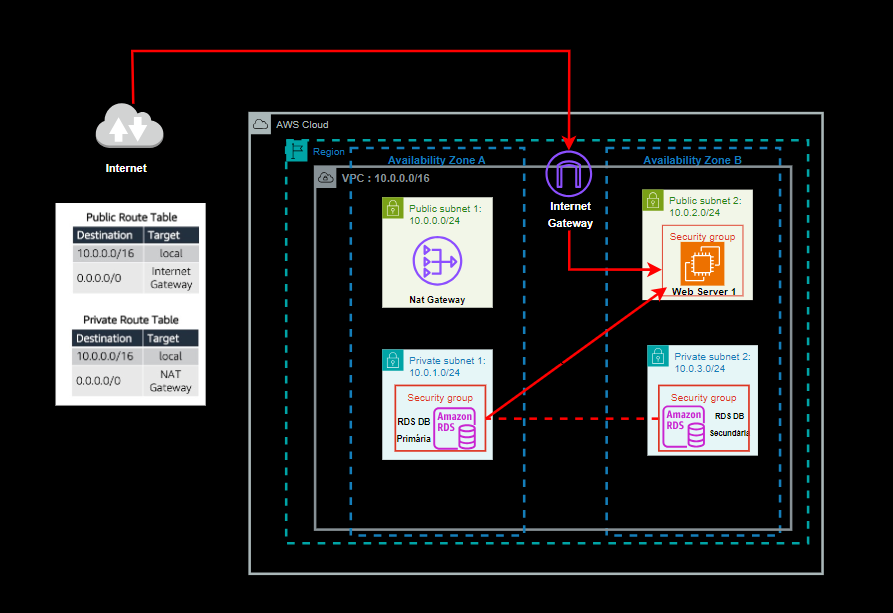 AWS Cloud
Internet
Region
Availability Zone A
Availability Zone B
VPC : 10.0.0.0/16
Internet
Gateway
Public subnet 1:
10.0.0.0/24
Nat Gateway
Public subnet 2:
10.0.2.0/24
Security group
Web Server 1
Public Route Table
Destination Target
10.0.0.0/16 local
0.0.0.0/0 Internet
Gateway
Private Route Table
Destination Target
10.0.0.0/16 local
0.0.0.0/0 NAT
Gateway
Private subnet 1:
10.0.1.0/24
Security group
RDS DB
Primària
Amazon
RDS
Private subnet 2:
10.0.3.0/24
Security group
Amazon
RDS
RDS DB
Secundària